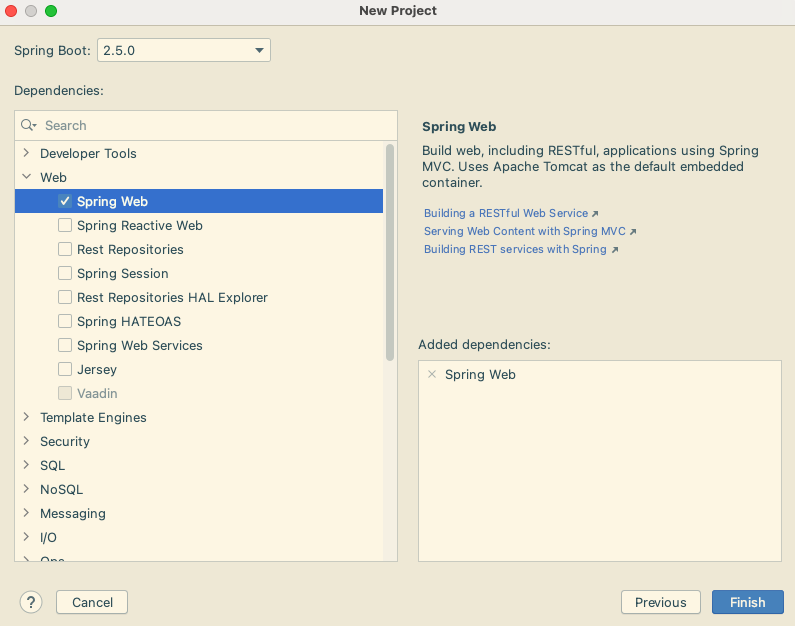 New Project
Spring Boot: 2.5.0
Dependencies:
Search
Developer Tools
Web
Spring Web
Spring Reactive Web
Rest Repositories
Spring Session
Rest Repositories HAL Explorer
Spring HATEOAS
Spring Web Services
Jersey
Vaadin
Template Engines
Security
SQL
NoSQL
Messaging
I/O
Ops
Spring Web
Build web, including RESTful, applications using Spring
MVC. Uses Apache Tomcat as the default embedded
container.
Building a RESTful Web Service
Serving Web Content with Spring MVC
Building REST services with Spring
Added dependencies:
Spring Web
?
Cancel
Previous
Finish